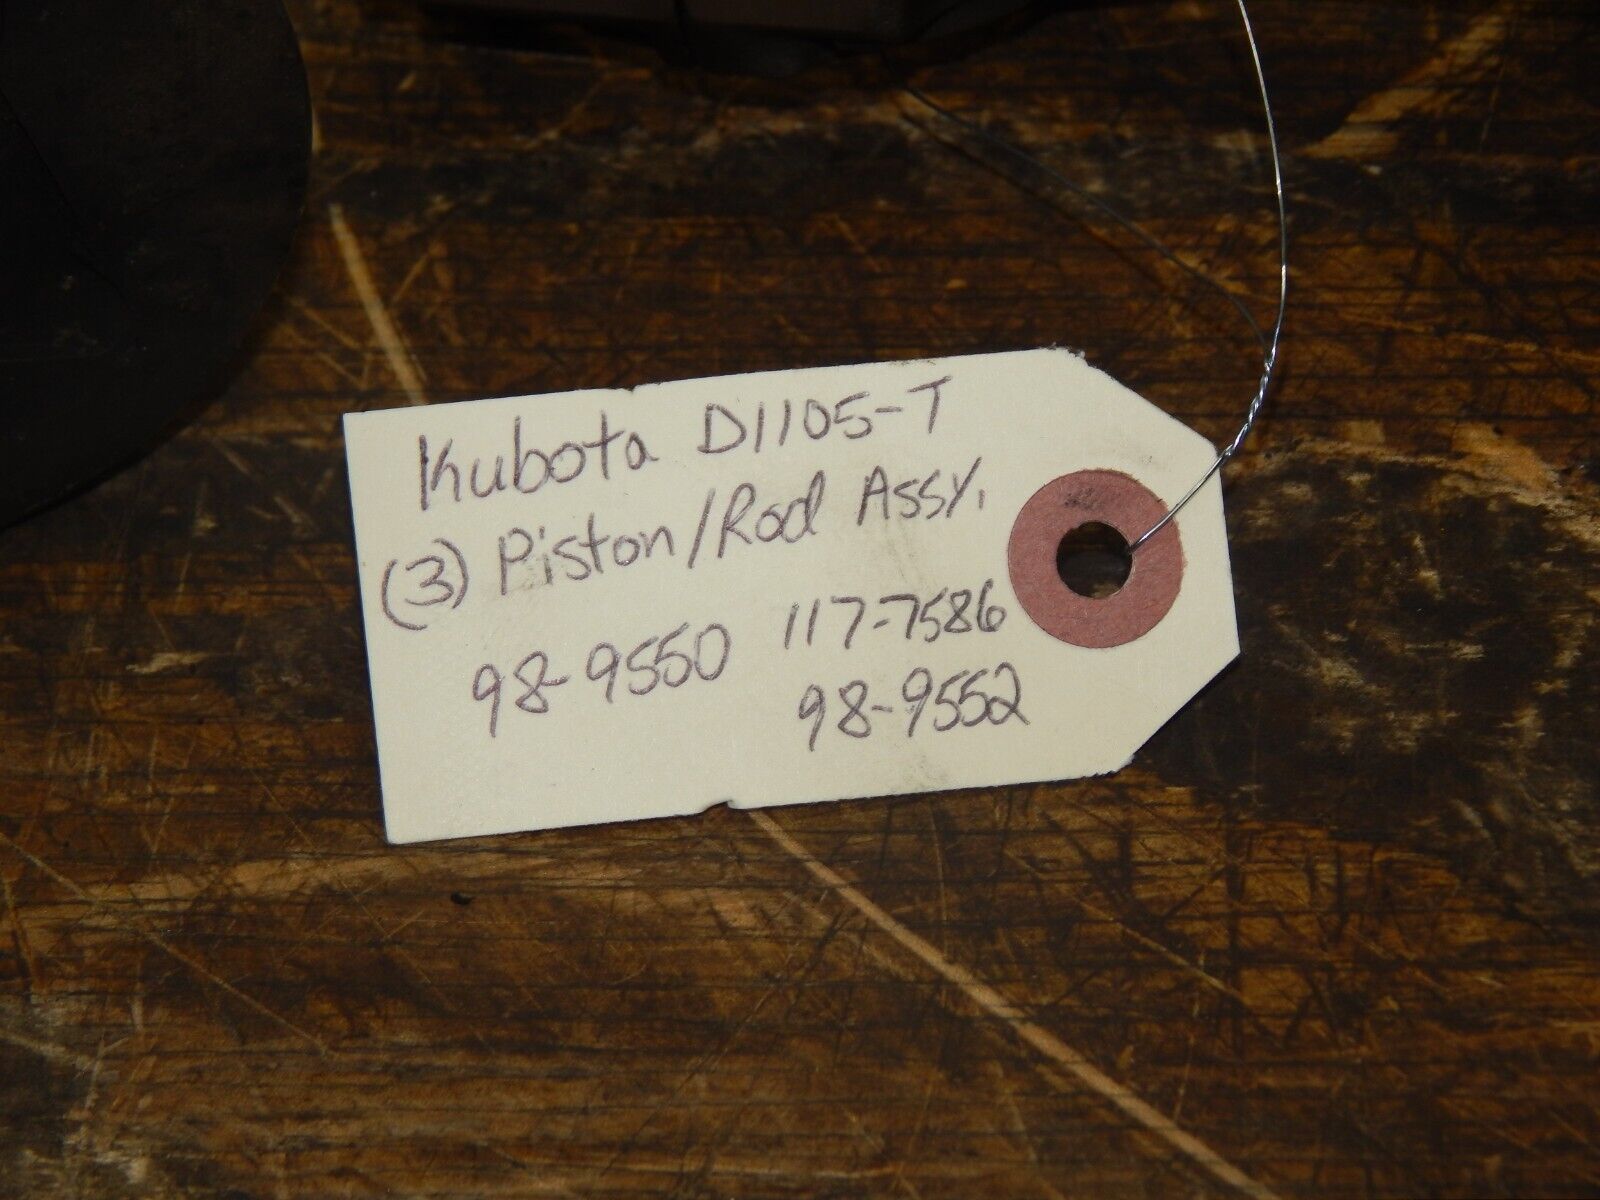 Kubota D1105-T
(3) Piston/Rod Assy.
98-9550 117-7586
98-9552